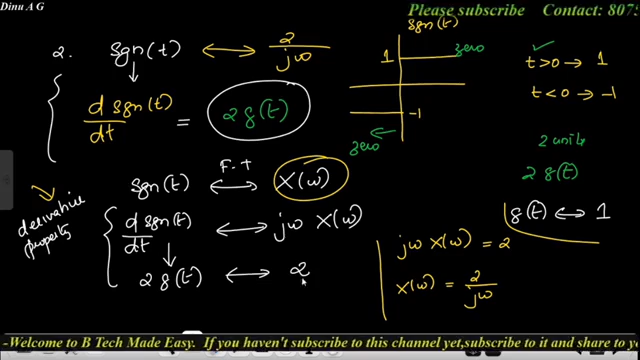 Dinu A G
Please subscribe Contact: 807
2. sgn(t) ↔ 2/jω
d sgn(t)/dt = 2δ(t)
sgn(t)
1
zero
-1
zero
t>0 → 1
t<0 → -1
2 units
2 δ(t)
δ(t) ↔ 1
derivative property
F.T
sgn(t) ↔ X(ω)
d sgn(t)/dt ↔ jω X(ω)
2δ(t) ↔ 2
jω X(ω) = 2
X(ω) = 2/jω
-Welcome to B Tech Made Easy. If you haven't subscribe to this channel yet,subscribe to it and share to y